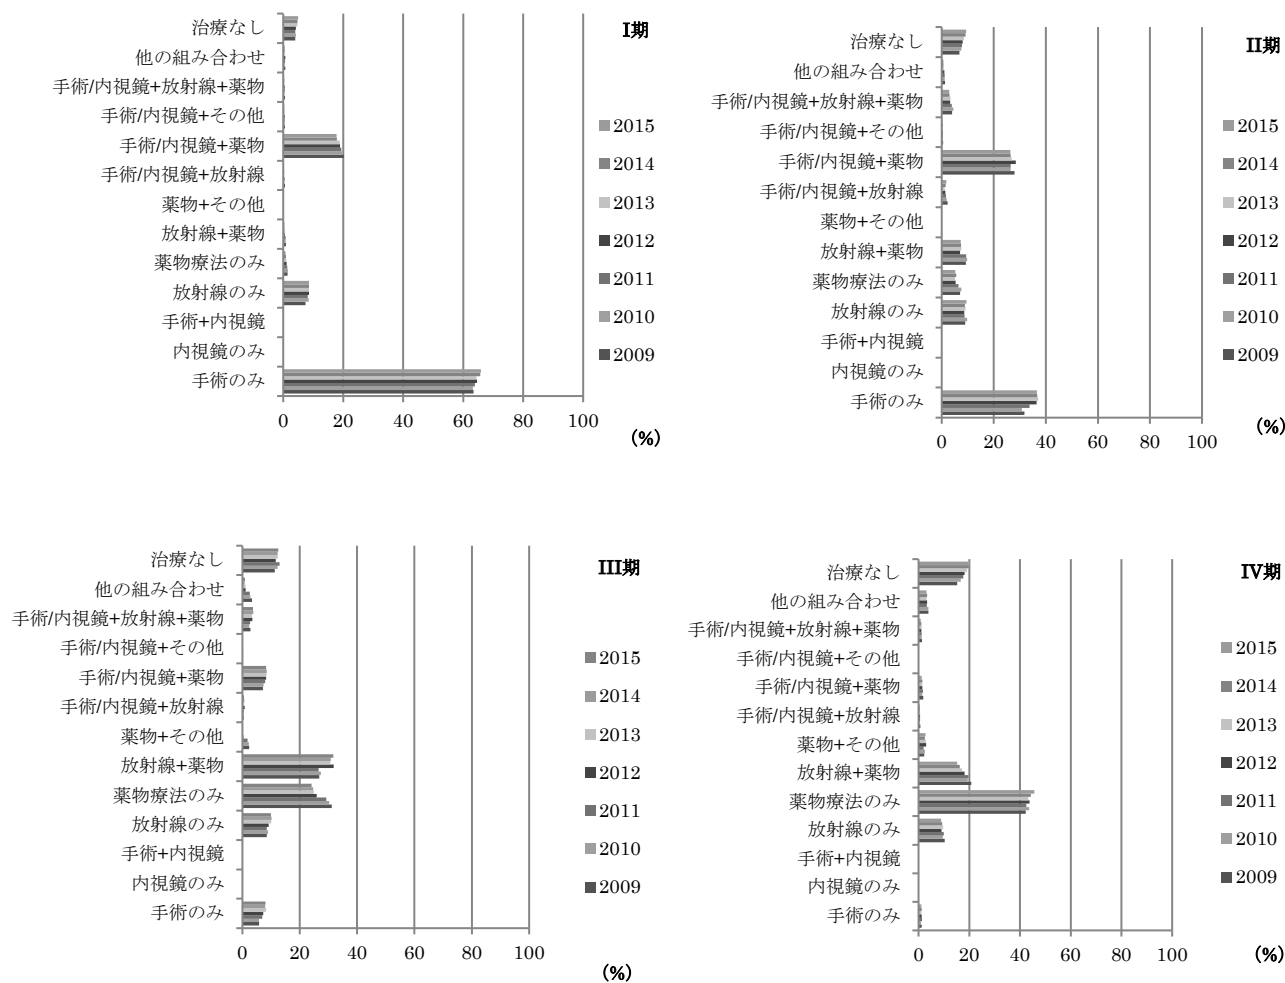 I期
治療なし
他の組み合わせ
手術/内視鏡+放射線+薬物
手術/内視鏡+その他
手術/内視鏡+薬物
手術/内視鏡+放射線
薬物+その他
放射線+薬物
薬物療法のみ
放射線のみ
手術+内視鏡
内視鏡のみ
手術のみ
0 20 40 60 80 100
(%)
2015
2014
2013
2012
2011
2010
2009
II期
治療なし
他の組み合わせ
手術/内視鏡+放射線+薬物
手術/内視鏡+その他
手術/内視鏡+薬物
手術/内視鏡+放射線
薬物+その他
放射線+薬物
薬物療法のみ
放射線のみ
手術+内視鏡
内視鏡のみ
手術のみ
0 20 40 60 80 100
(%)
2015
2014
2013
2012
2011
2010
2009
III期
治療なし
他の組み合わせ
手術/内視鏡+放射線+薬物
手術/内視鏡+その他
手術/内視鏡+薬物
手術/内視鏡+放射線
薬物+その他
放射線+薬物
薬物療法のみ
放射線のみ
手術+内視鏡
内視鏡のみ
手術のみ
0 20 40 60 80 100
(%)
2015
2014
2013
2012
2011
2010
2009
IV期
治療なし
他の組み合わせ
手術/内視鏡+放射線+薬物
手術/内視鏡+その他
手術/内視鏡+薬物
手術/内視鏡+放射線
薬物+その他
放射線+薬物
薬物療法のみ
放射線のみ
手術+内視鏡
内視鏡のみ
手術のみ
0 20 40 60 80 100
(%)
2015
2014
2013
2012
2011
2010
2009